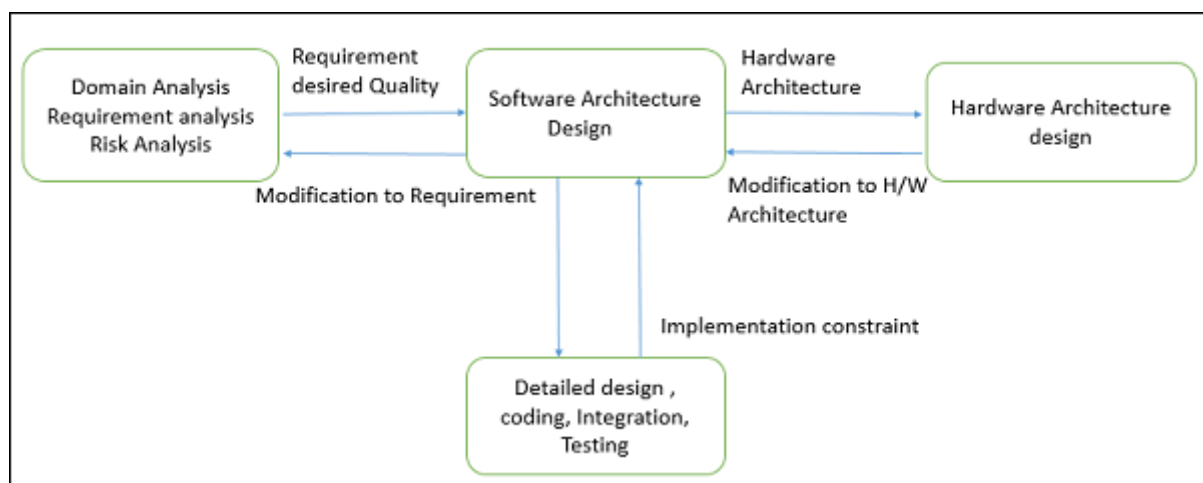 Domain Analysis
Requirement analysis
Risk Analysis
Requirement
desired Quality
Modification to Requirement
Software Architecture
Design
Hardware
Architecture
Modification to H/W
Architecture
Hardware Architecture
design
Implementation constraint
Detailed design ,
coding, Integration,
Testing